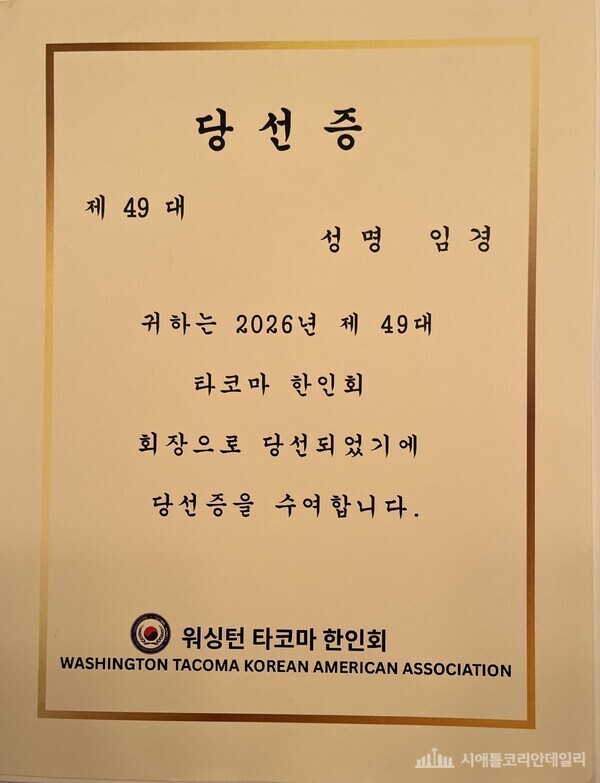 당선증
제 49 대
성명 임경
귀하는 2026년 제 49대
타코마 한인회
회장으로 당선되었기에
당선증을 수여합니다.
워싱턴 타코마 한인회
WASHINGTON TACOMA KOREAN AMERICAN ASSOCIATION
시애틀코리안데일리